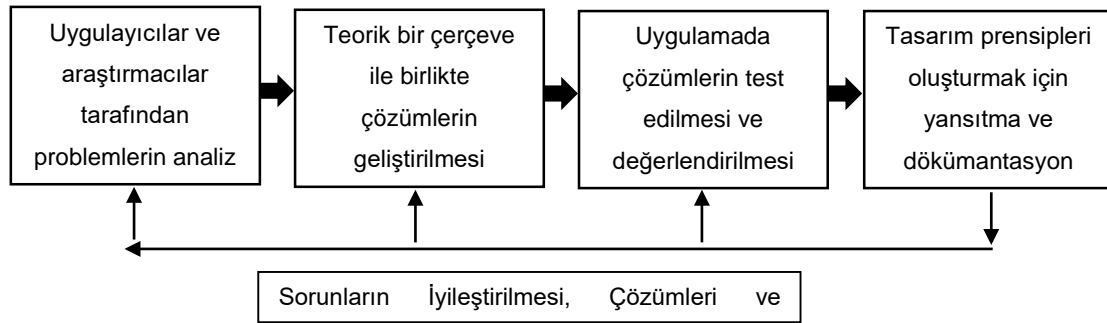 Uygulayıcılar ve
araştırmacılar
tarafından
problemlerin analiz
Teorik bir çerçeve
ile birlikte
çözümlerin
geliştirilmesi
Uygulamada
çözümlerin test
edilmesi ve
değerlendirilmesi
Tasarım prensipleri
oluşturmak için
yansıtma ve
dökümantasyon
Sorunların İyileştirilmesi, Çözümleri ve